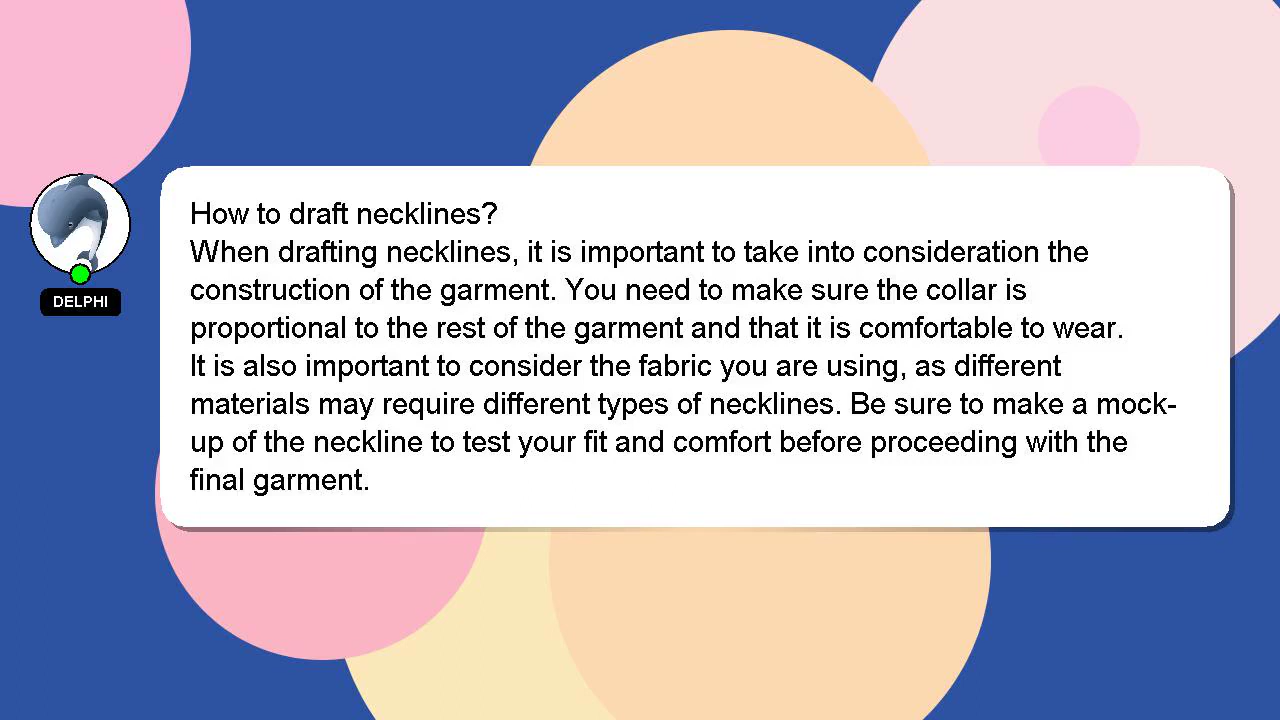 How to draft necklines?
When drafting necklines, it is important to take into consideration the
construction of the garment. You need to make sure the collar is
proportional to the rest of the garment and that it is comfortable to wear.
It is also important to consider the fabric you are using, as different
materials may require different types of necklines. Be sure to make a mock-
up of the neckline to test your fit and comfort before proceeding with the
final garment.
DELPHI